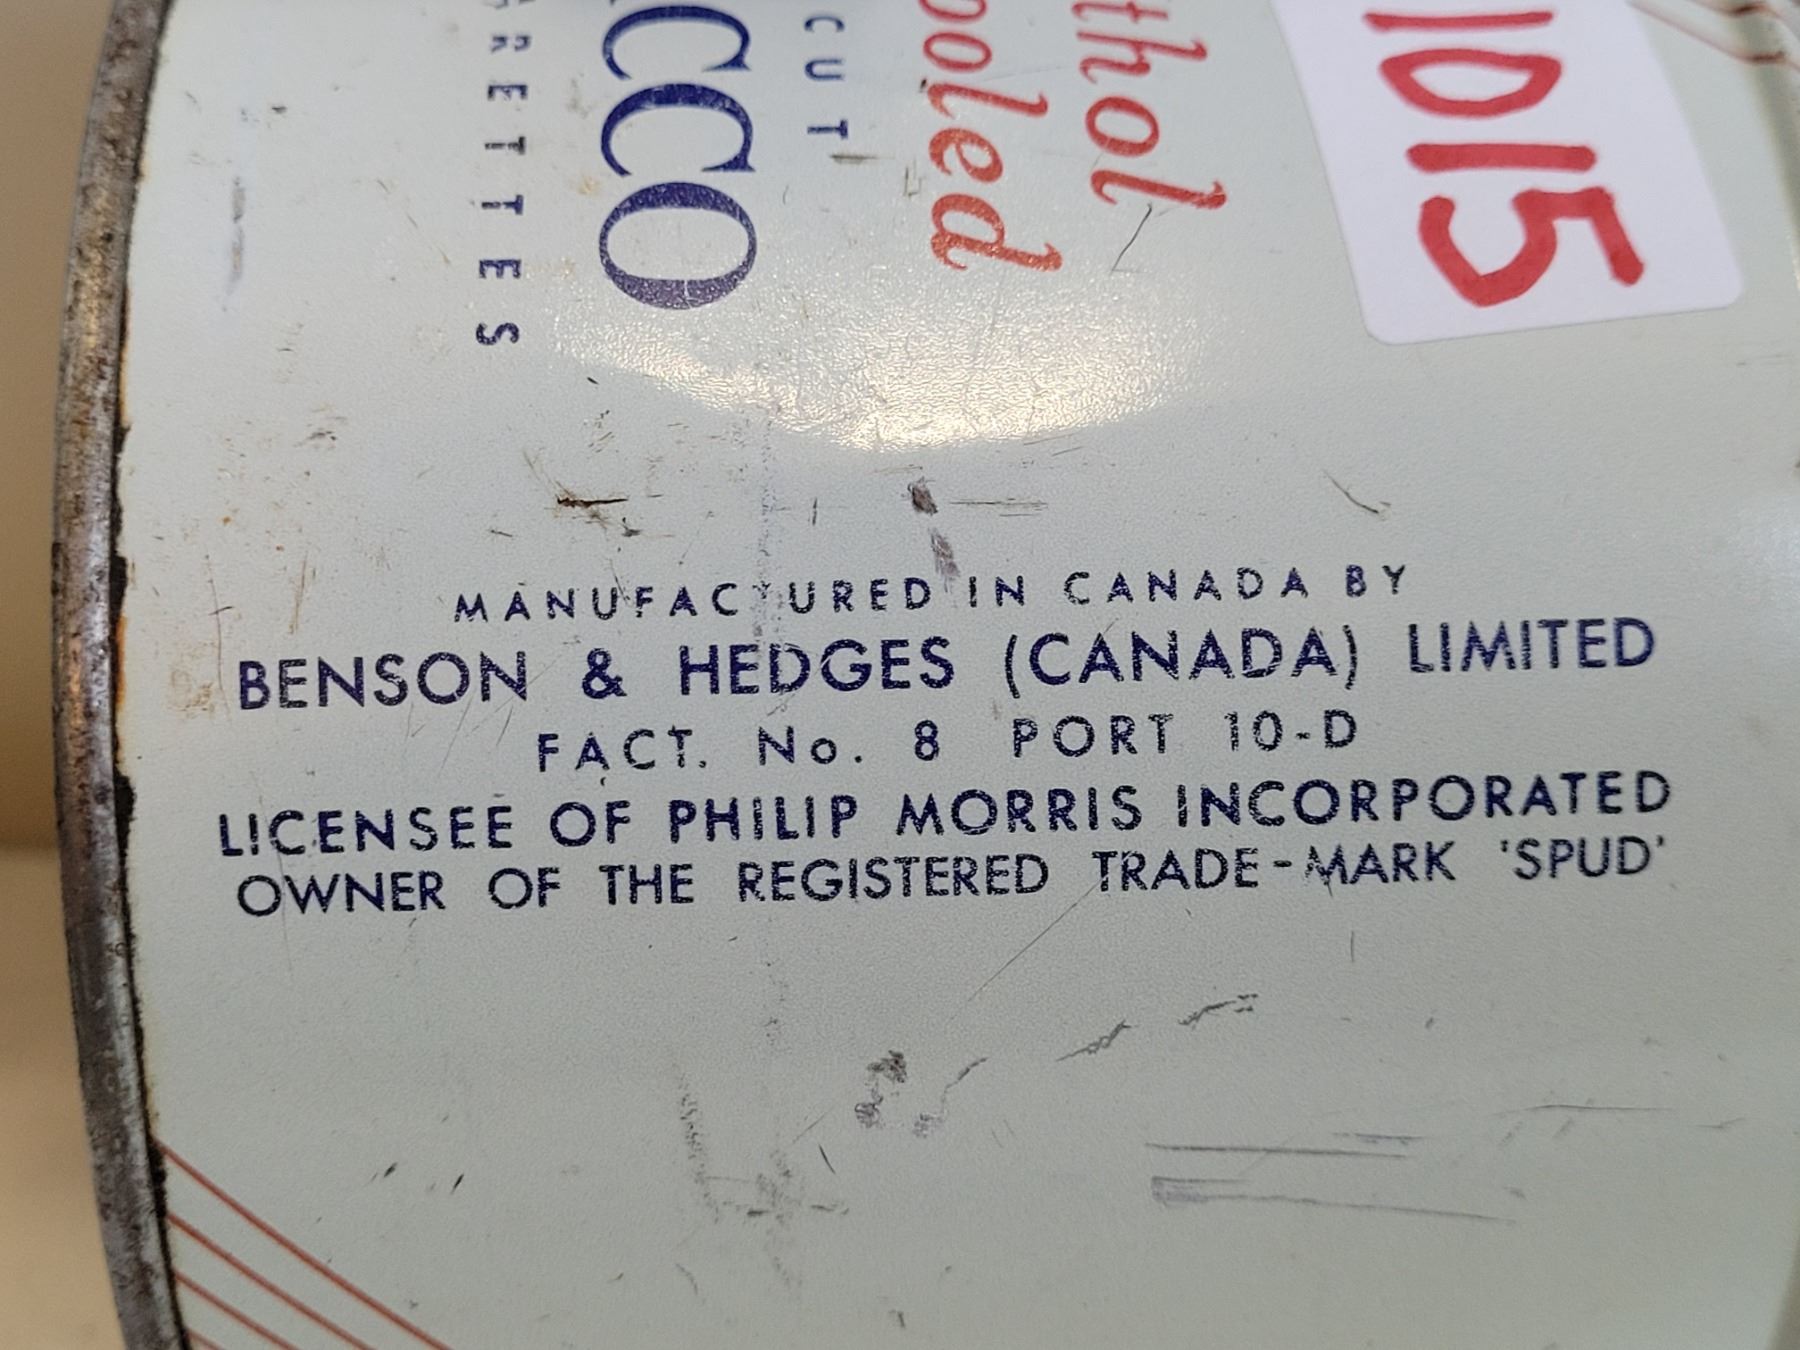 1015
thol
ooled
CUT
CCO
RETTES
MANUFACTURED IN CANADA BY
BENSON & HEDGES (CANADA) LIMITED
FACT. No. 8 PORT 10-D
LICENSEE OF PHILIP MORRIS INCORPORATED
OWNER OF THE REGISTERED TRADE-MARK 'SPUD'